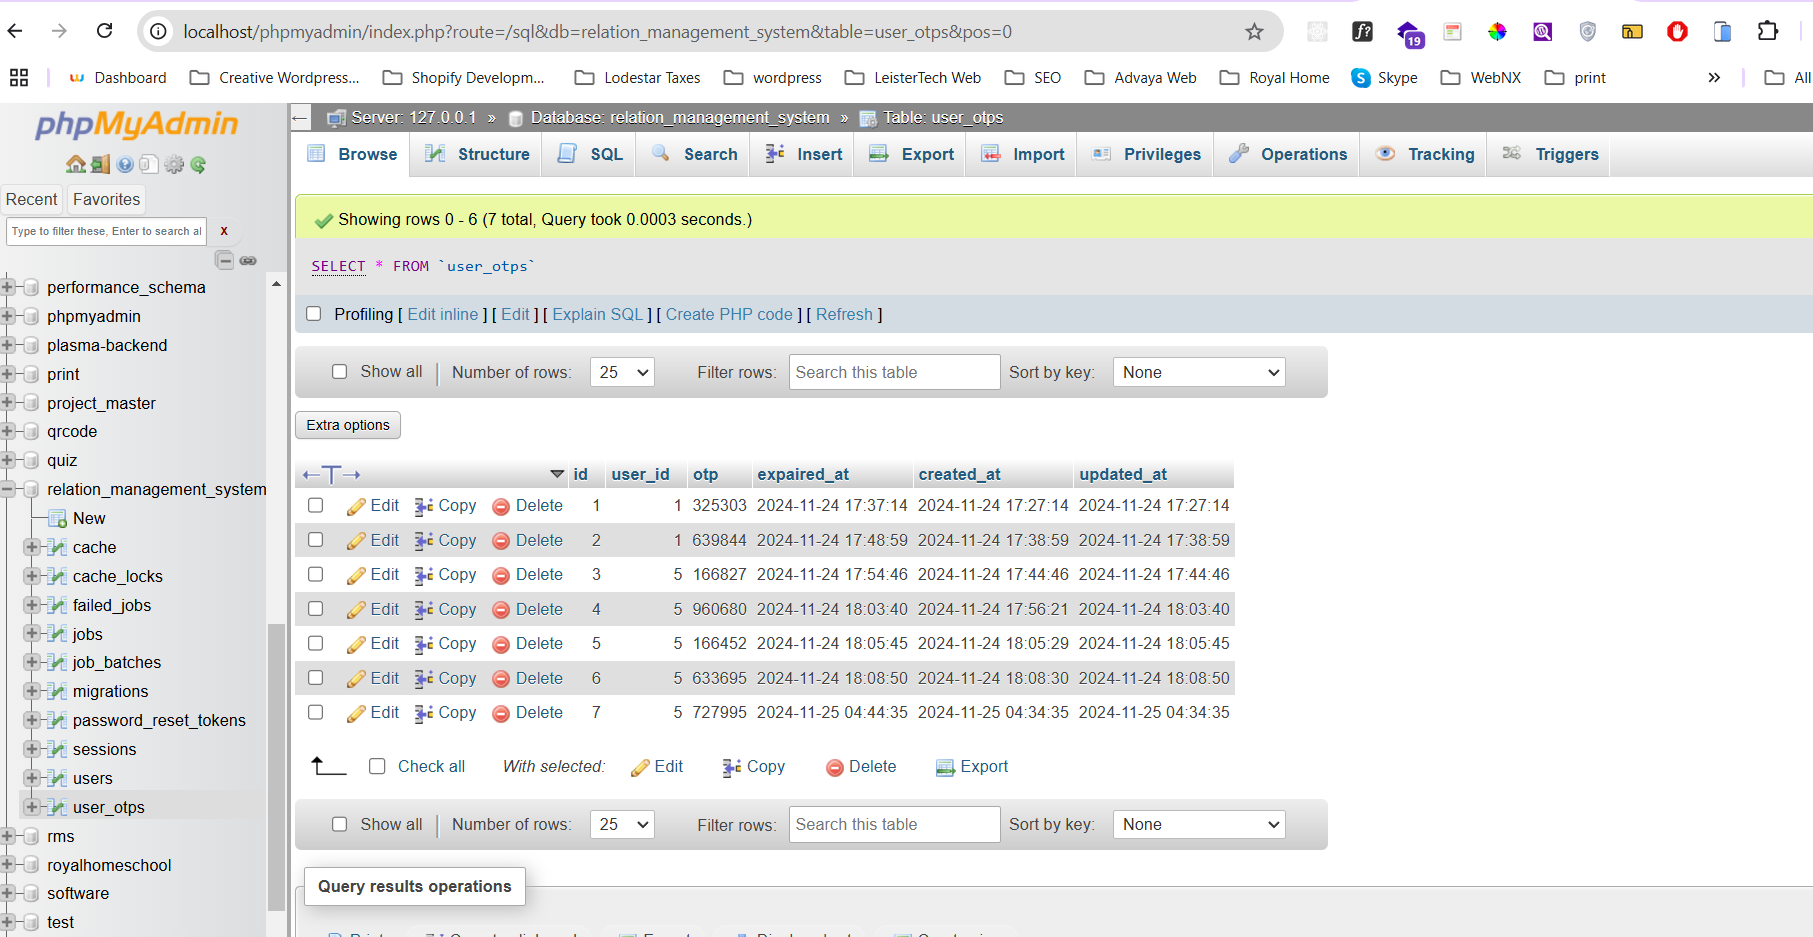 localhost/phpmyadmin/index.php?route=/sql&db=relation_management_system&table=user_otps&pos=0
f?
19
Dashboard Creative Wordpress... Shopify Developm... Lodestar Taxes wordpress LeisterTech Web SEO Advaya Web Royal Home Skype WebNX print » All
phpMyAdmin
Recent Favorites
Type to filter these, Enter to search al X
performance_schema
phpmyadmin
plasma-backend
print
project_master
qrcode
quiz
relation_management_system
New
cache
cache_locks
failed_jobs
jobs
job_batches
migrations
password_reset_tokens
sessions
users
user_otps
rms
royalhomeschool
software
test
Server: 127.0.0.1 » Database: relation_management_system » Table: user_otps
Browse Structure SQL Search Insert Export Import Privileges Operations Tracking Triggers
Showing rows 0 - 6 (7 total, Query took 0.0003 seconds.)
SELECT * FROM `user_otps`
Profiling [ Edit inline ] [ Edit ] [ Explain SQL ] [ Create PHP code ] [ Refresh ]
Show all Number of rows: 25 Filter rows: Search this table Sort by key: None
Extra options
id user_id otp expaired_at created_at updated_at
Edit Copy Delete 1 1 325303 2024-11-24 17:37:14 2024-11-24 17:27:14 2024-11-24 17:27:14
Edit Copy Delete 2 1 639844 2024-11-24 17:48:59 2024-11-24 17:38:59 2024-11-24 17:38:59
Edit Copy Delete 3 5 166827 2024-11-24 17:54:46 2024-11-24 17:44:46 2024-11-24 17:44:46
Edit Copy Delete 4 5 960680 2024-11-24 18:03:40 2024-11-24 17:56:21 2024-11-24 18:03:40
Edit Copy Delete 5 5 166452 2024-11-24 18:05:45 2024-11-24 18:05:29 2024-11-24 18:05:45
Edit Copy Delete 6 5 633695 2024-11-24 18:08:50 2024-11-24 18:08:30 2024-11-24 18:08:50
Edit Copy Delete 7 5 727995 2024-11-25 04:44:35 2024-11-25 04:34:35 2024-11-25 04:34:35
Check all With selected: Edit Copy Delete Export
Show all Number of rows: 25 Filter rows: Search this table Sort by key: None
Query results operations